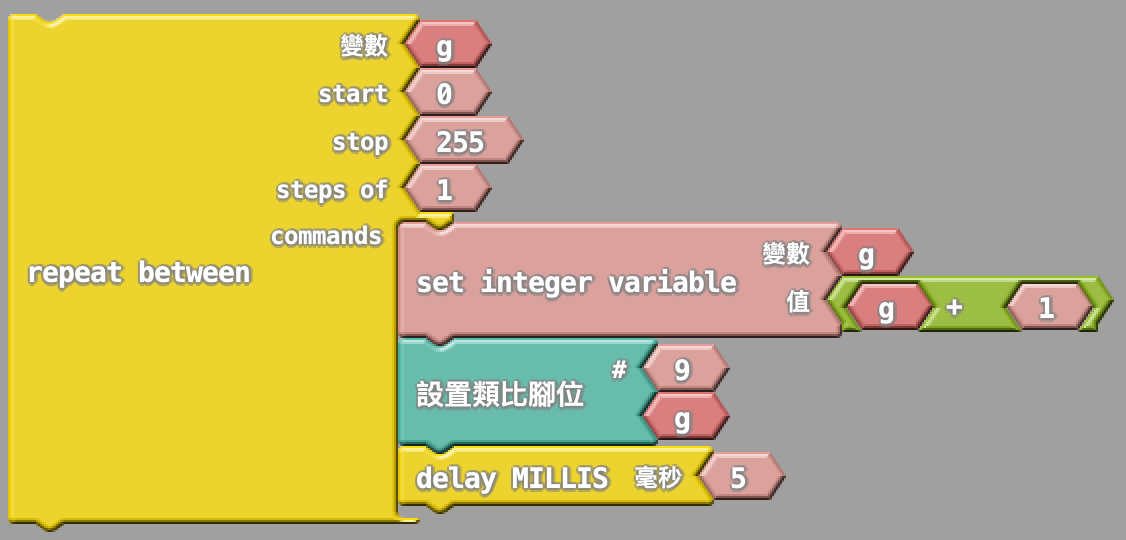 變數 g
start 0
stop 255
steps of 1
commands
repeat between
set integer variable
變數 g
值 g + 1
設置類比腳位
# 9
g
delay MILLIS 毫秒 5